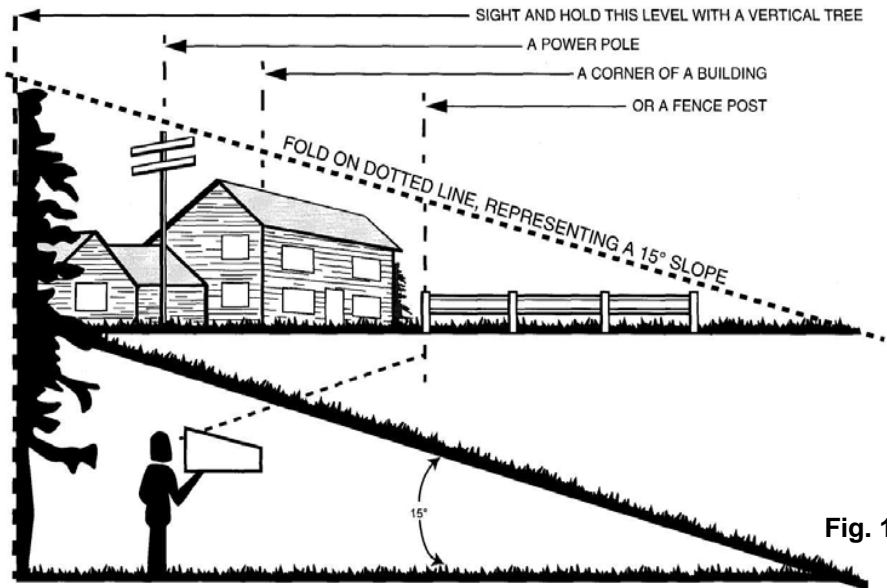 SIGHT AND HOLD THIS LEVEL WITH A VERTICAL TREE
A POWER POLE
A CORNER OF A BUILDING
OR A FENCE POST
FOLD ON DOTTED LINE, REPRESENTING A 15° SLOPE
15°
Fig. 1